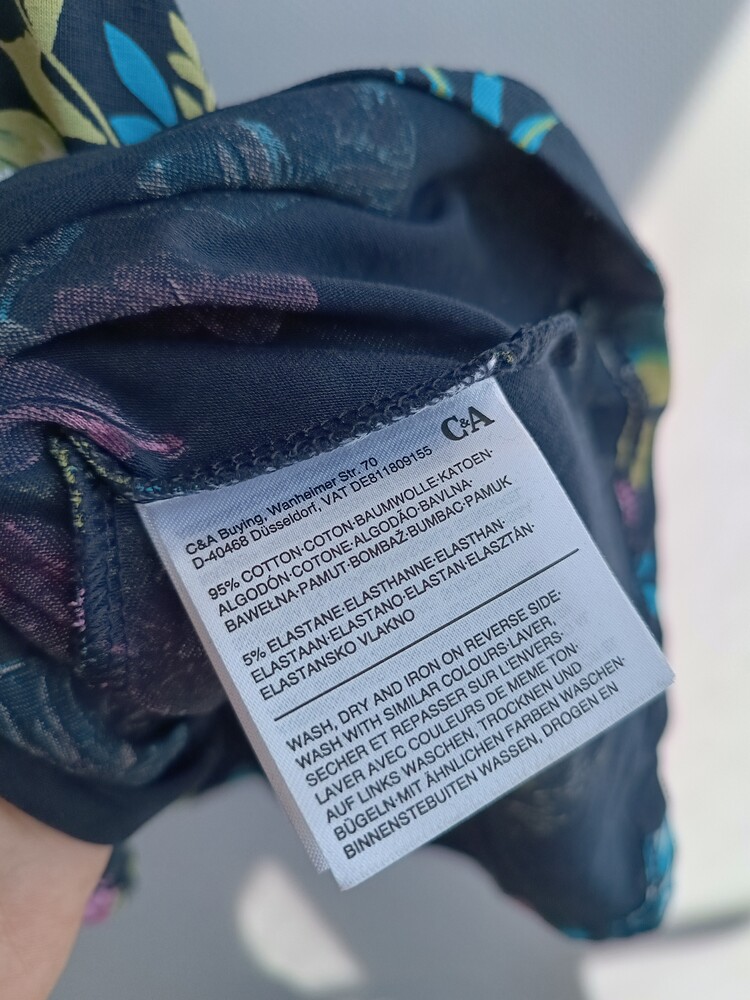 C&A
C&A Buying, Wanheimer Str. 70
D-40468 Düsseldorf, VAT DE811809155
95% COTTON·COTON·BAUMWOLLE·KATOEN·
ALGODÓN·COTONE·ALGODÃO·BAVLNA·
BAWEŁNA·PAMUT·BOMBAŽ·BUMBAC·PAMUK
5% ELASTANE·ELASTHANNE·ELASTHAN·
ELASTAAN·ELASTANO·ELASTAN·ELASZTÁN·
ELASTANSKO VLAKNO
WASH, DRY AND IRON ON REVERSE SIDE·
WASH WITH SIMILAR COLOURS·LAVER,
SECHER ET REPASSER SUR L'ENVERS·
LAVER AVEC COULEURS DE MEME TON·
AUF LINKS WASCHEN, TROCKNEN UND
BÜGELN·MIT ÄHNLICHEN FARBEN WASCHEN·
BINNENSTEBUITEN WASSEN, DROGEN EN